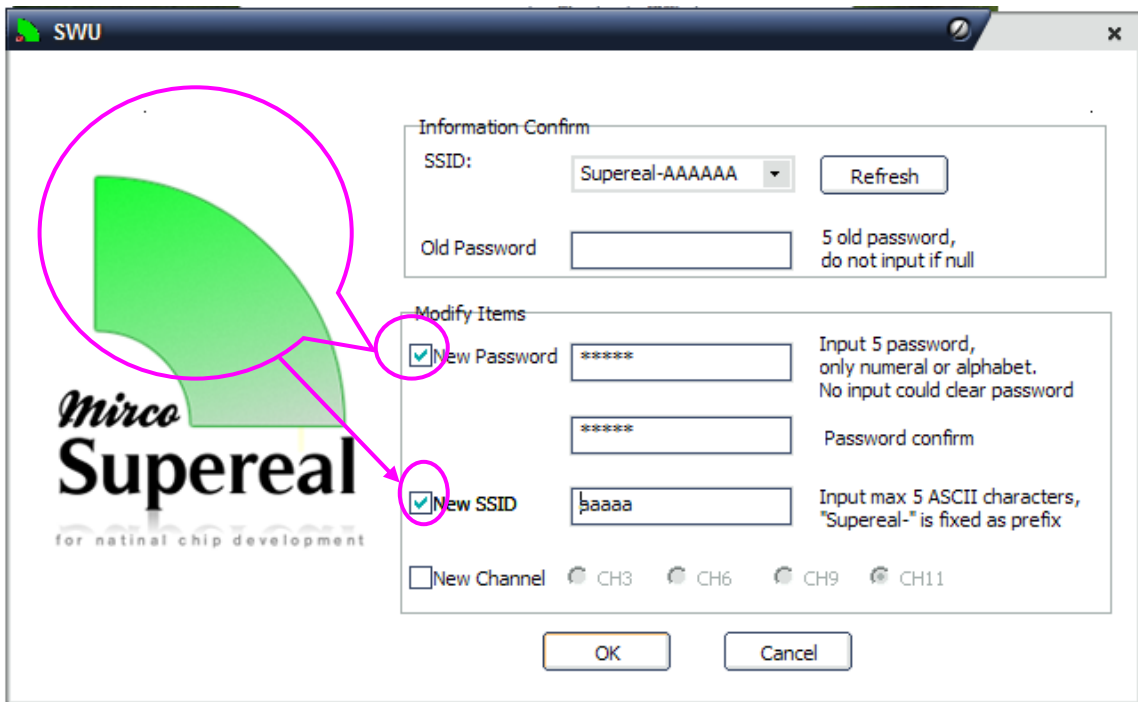 SWU
Information Confirm
SSID:
Supereal-AAAAAA
Refresh
Old Password
5 old password,
do not input if null
Modify Items
New Password
*****
Input 5 password,
only numeral or alphabet.
No input could clear password
*****
Password confirm
New SSID
aaaa
Input max 5 ASCII characters,
"Supereal-" is fixed as prefix
New Channel
CH3
CH6
CH9
CH11
OK
Cancel
Mirco
Supereal
for natinal chip development